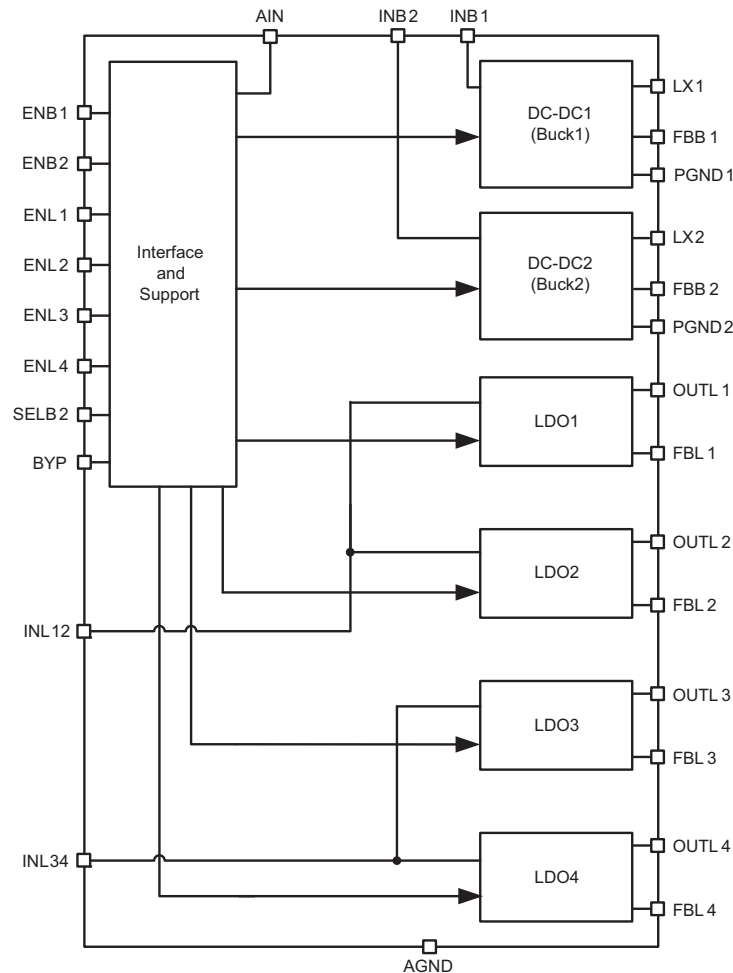 AIN
INB2
INB1
ENB1
ENB2
ENL1
ENL2
ENL3
ENL4
SELB2
BYP
INL12
INL34
Interface
and
Support
DC-DC1
(Buck1)
DC-DC2
(Buck2)
LDO1
LDO2
LDO3
LDO4
LX1
FBB1
PGND1
LX2
FBB2
PGND2
OUTL1
FBL1
OUTL2
FBL2
OUTL3
FBL3
OUTL4
FBL4
AGND